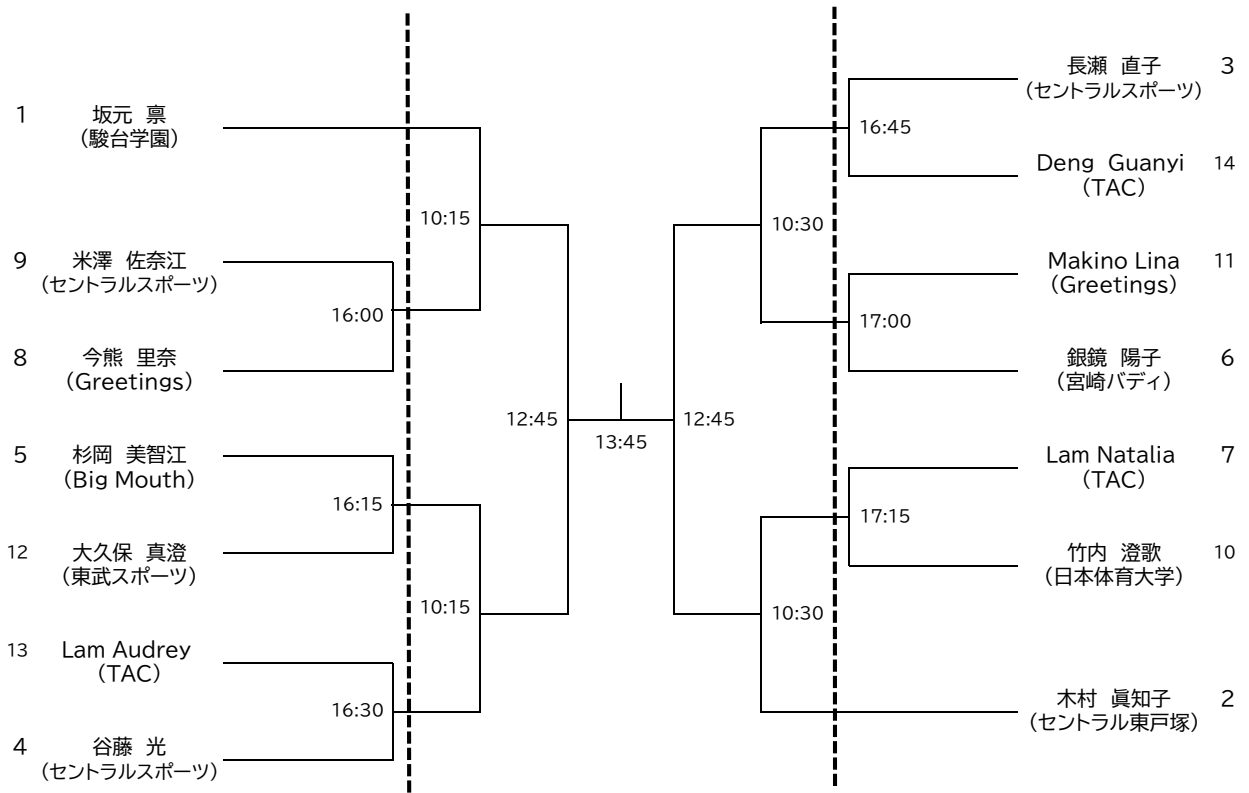 1 坂元 禀
(駿台学園)
9 米澤 佐奈江
(セントラルスポーツ)
16:00
8 今熊 里奈
(Greetings)
10:15
5 杉岡 美智江
(Big Mouth)
16:15
12 大久保 真澄
(東武スポーツ)
13 Lam Audrey
(TAC)
16:30
4 谷藤 光
(セントラルスポーツ)
10:15
12:45
13:45
12:45
長瀬 直子 3
(セントラルスポーツ)
16:45
Deng Guanyi 14
(TAC)
10:30
Makino Lina 11
(Greetings)
17:00
銀鏡 陽子 6
(宮崎バディ)
Lam Natalia 7
(TAC)
17:15
竹内 澄歌 10
(日本体育大学)
10:30
木村 眞知子 2
(セントラル東戸塚)